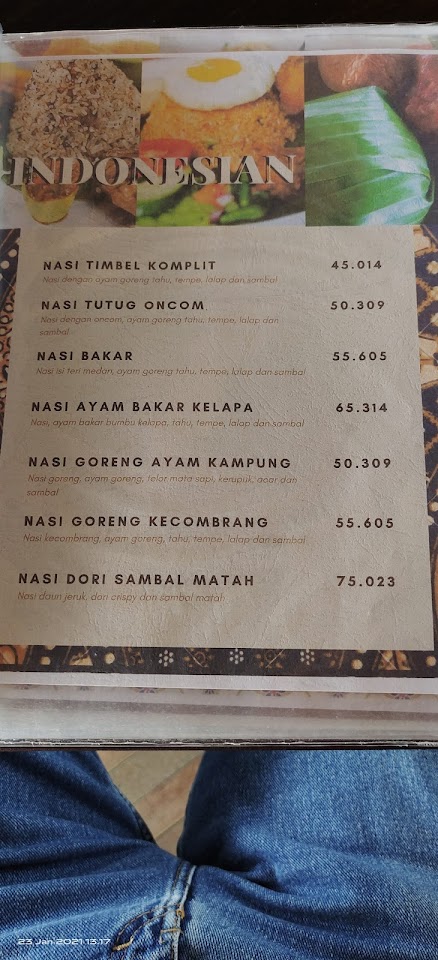 INDONESIAN
NASI TIMBEL KOMPLIT 45.014
Nasi dengan ayam goreng tahu, tempe, lalap dan sambal
NASI TUTUG ONCOM 50.309
Nasi dengan oncom, ayam goreng tahu, tempe, lalap dan
sambal
NASI BAKAR 55.605
Nasi isi teri medan, ayam goreng tahu, tempe, lalap dan sambal
NASI AYAM BAKAR KELAPA 65.314
Nasi, ayam bakar bumbu kelapa, tahu, tempe, lalap dan sambal
NASI GORENG AYAM KAMPUNG 50.309
Nasi goreng, ayam goreng, telor mata sapi, kerupuk, acar dan
sambal
NASI GORENG KECOMBRANG 55.605
Nasi kecombrang, ayam goreng, tahu, tempe, lalap dan sambal
NASI DORI SAMBAL MATAH 75.023
Nasi daun jeruk, dori crispy dan sambal matah
23 Jan 2021 13.17